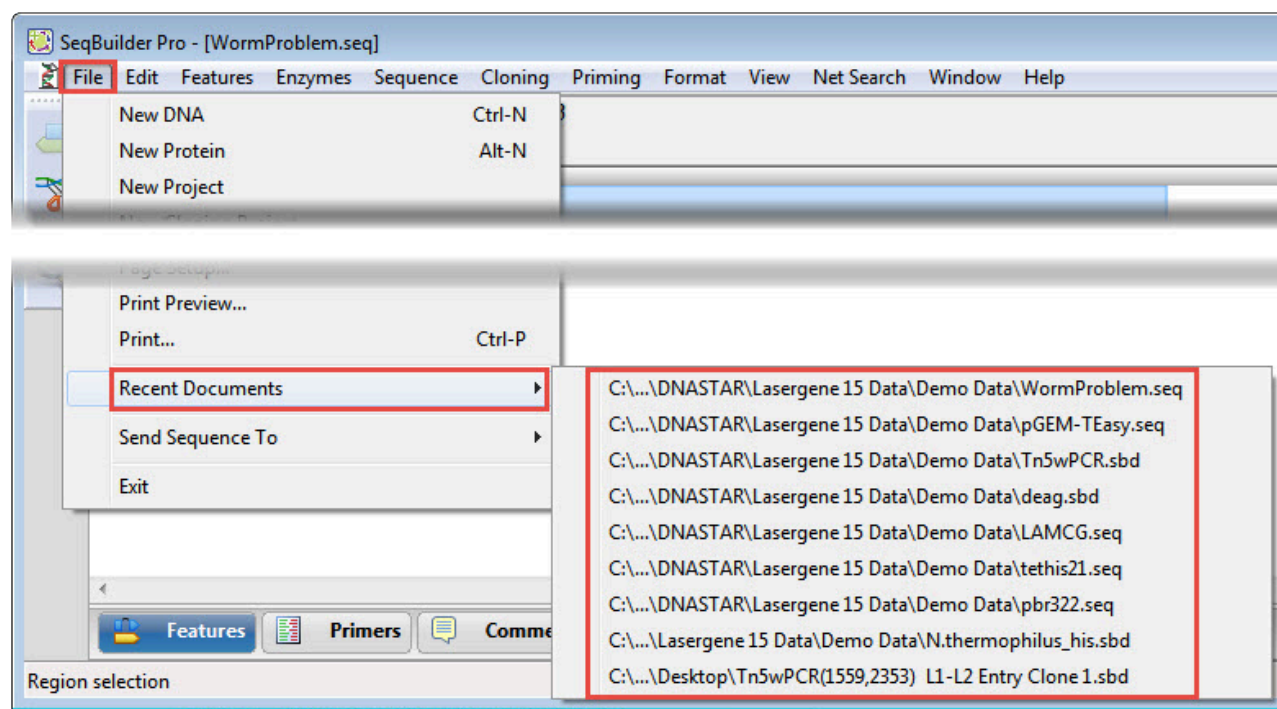 SeqBuilder Pro - [WormProblem.seq]
File Edit Features Enzymes Sequence Cloning Priming Format View Net Search Window Help
New DNA Ctrl-N
New Protein Alt-N
New Project
Page Setup...
Print Preview...
Print... Ctrl-P
Recent Documents
Send Sequence To
Exit
C:\...\DNASTAR\Lasergene 15 Data\Demo Data\WormProblem.seq
C:\...\DNASTAR\Lasergene 15 Data\Demo Data\pGEM-TEasy.seq
C:\...\DNASTAR\Lasergene 15 Data\Demo Data\Tn5wPCR.sbd
C:\...\DNASTAR\Lasergene 15 Data\Demo Data\deag.sbd
C:\...\DNASTAR\Lasergene 15 Data\Demo Data\LAMCG.seq
C:\...\DNASTAR\Lasergene 15 Data\Demo Data\tethis21.seq
C:\...\DNASTAR\Lasergene 15 Data\Demo Data\pbr322.seq
C:\...\Lasergene 15 Data\Demo Data\N.thermophilus_his.sbd
C:\...\Desktop\Tn5wPCR(1559,2353) L1-L2 Entry Clone 1.sbd
Features Primers Comme
Region selection